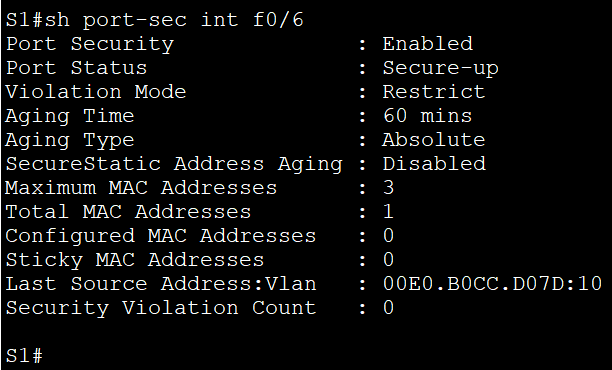 S1#sh port-sec int f0/6
Port Security              : Enabled
Port Status                : Secure-up
Violation Mode             : Restrict
Aging Time                 : 60 mins
Aging Type                 : Absolute
SecureStatic Address Aging : Disabled
Maximum MAC Addresses      : 3
Total MAC Addresses        : 1
Configured MAC Addresses   : 0
Sticky MAC Addresses       : 0
Last Source Address:Vlan   : 00E0.B0CC.D07D:10
Security Violation Count   : 0
S1#